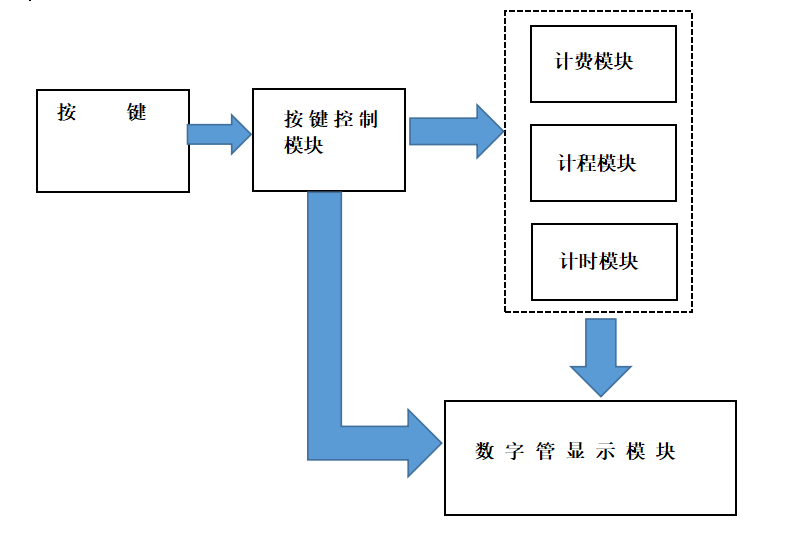 按 键
按键控制
模块
计费模块
计程模块
计时模块
数字管显示模块